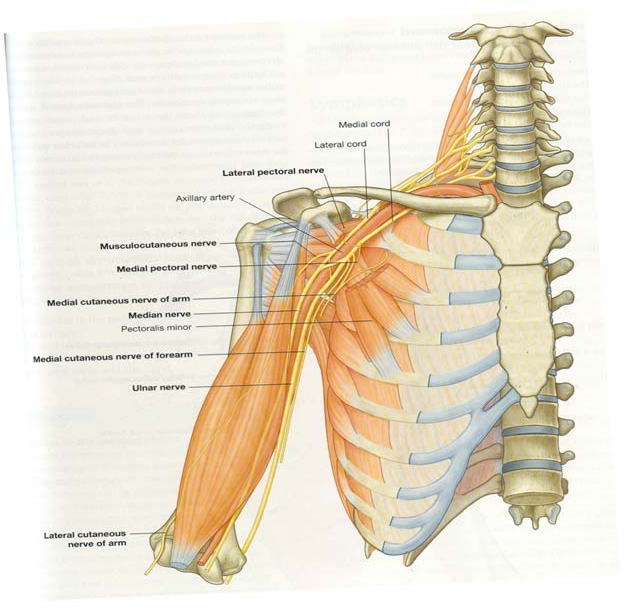 Medial cord
Lateral cord
Lateral pectoral nerve
Axillary artery
Musculocutaneous nerve
Medial pectoral nerve
Medial cutaneous nerve of arm
Median nerve
Pectoralis minor
Medial cutaneous nerve of forearm
Ulnar nerve
Lateral cutaneous
nerve of arm